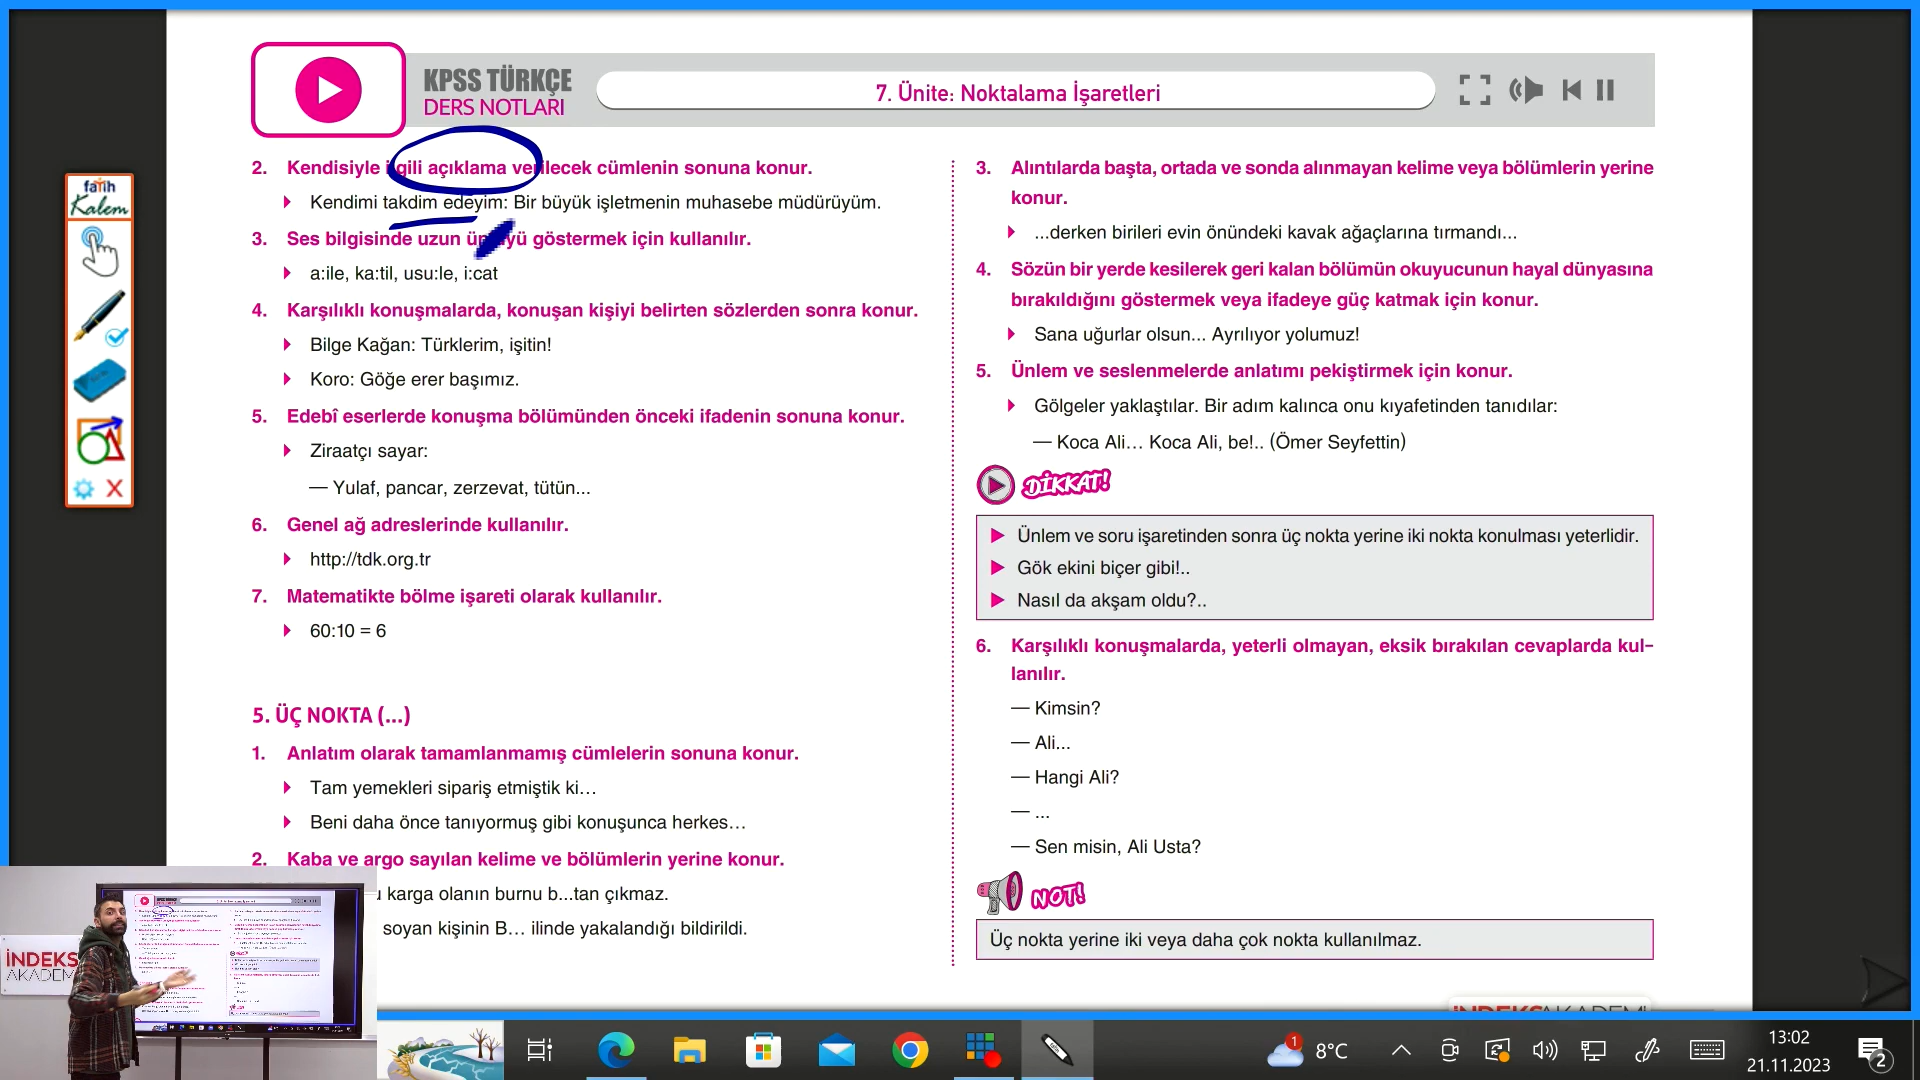 KPSS TÜRKÇE
DERS NOTLARI
7. Ünite: Noktalama İşaretleri
fatih
Kalem
2. Kendisiyle ilgili açıklama verilecek cümlenin sonuna konur.
Kendimi takdim edeyim: Bir büyük işletmenin muhasebe müdürüyüm.
3. Ses bilgisinde uzun ünlüyü göstermek için kullanılır.
a:ile, ka:til, usu:le, i:cat
4. Karşılıklı konuşmalarda, konuşan kişiyi belirten sözlerden sonra konur.
Bilge Kağan: Türklerim, işitin!
Koro: Göğe erer başımız.
5. Edebî eserlerde konuşma bölümünden önceki ifadenin sonuna konur.
Ziraatçı sayar:
— Yulaf, pancar, zerzevat, tütün...
6. Genel ağ adreslerinde kullanılır.
http://tdk.org.tr
7. Matematikte bölme işareti olarak kullanılır.
60:10 = 6
5. ÜÇ NOKTA (...)
1. Anlatım olarak tamamlanmamış cümlelerin sonuna konur.
Tam yemekleri sipariş etmiştik ki…
Beni daha önce tanıyormuş gibi konuşunca herkes…
2. Kaba ve argo sayılan kelime ve bölümlerin yerine konur.
karga olanın burnu b...tan çıkmaz.
soyan kişinin B… ilinde yakalandığı bildirildi.
3. Alıntılarda başta, ortada ve sonda alınmayan kelime veya bölümlerin yerine
konur.
...derken birileri evin önündeki kavak ağaçlarına tırmandı...
4. Sözün bir yerde kesilerek geri kalan bölümün okuyucunun hayal dünyasına
bırakıldığını göstermek veya ifadeye güç katmak için konur.
Sana uğurlar olsun... Ayrılıyor yolumuz!
5. Ünlem ve seslenmelerde anlatımı pekiştirmek için konur.
Gölgeler yaklaştılar. Bir adım kalınca onu kıyafetinden tanıdılar:
— Koca Ali… Koca Ali, be!.. (Ömer Seyfettin)
DİKKAT!
Ünlem ve soru işaretinden sonra üç nokta yerine iki nokta konulması yeterlidir.
Gök ekini biçer gibi!..
Nasıl da akşam oldu?..
6. Karşılıklı konuşmalarda, yeterli olmayan, eksik bırakılan cevaplarda kul-
lanılır.
— Kimsin?
— Ali...
— Hangi Ali?
— ...
— Sen misin, Ali Usta?
NOT!
Üç nokta yerine iki veya daha çok nokta kullanılmaz.
İNDEKS AKADEMİ
İNDEKS
AKADEM
1
8°C
13:02
21.11.2023
2